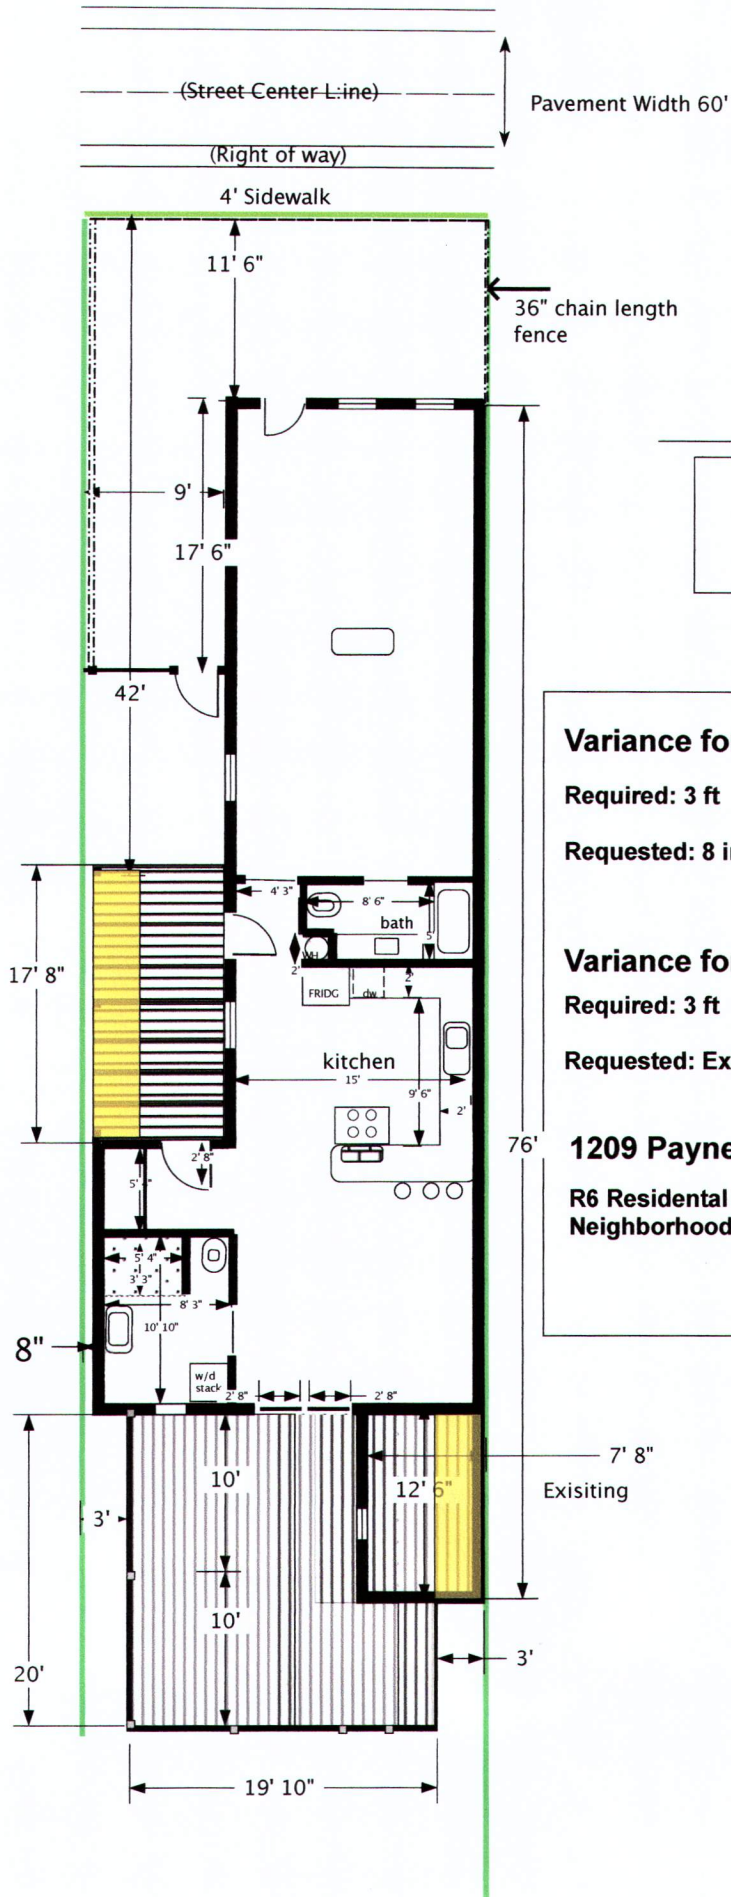 (Street Center L:ine)
Pavement Width 60'
(Right of way)
4' Sidewalk
11' 6"
36" chain length
fence
9'
17' 6"
42'
Variance fo
Required: 3 ft
Requested: 8 i
4' 3"
8' 6"
bath
5'
WH
2'
FRIDG
dw
2'
17' 8"
Variance fo
Required: 3 ft
Requested: Ex
kitchen
15'
9' 6"
2'
76'
2' 8"
1209 Payne
R6 Residental
Neighborhood
5' 4"
3' 3"
8' 3"
10' 10"
8"
w/d
stack
2' 8"
2' 8"
10'
7' 8"
12' 6"
Exisiting
3'
10'
3'
20'
19' 10"